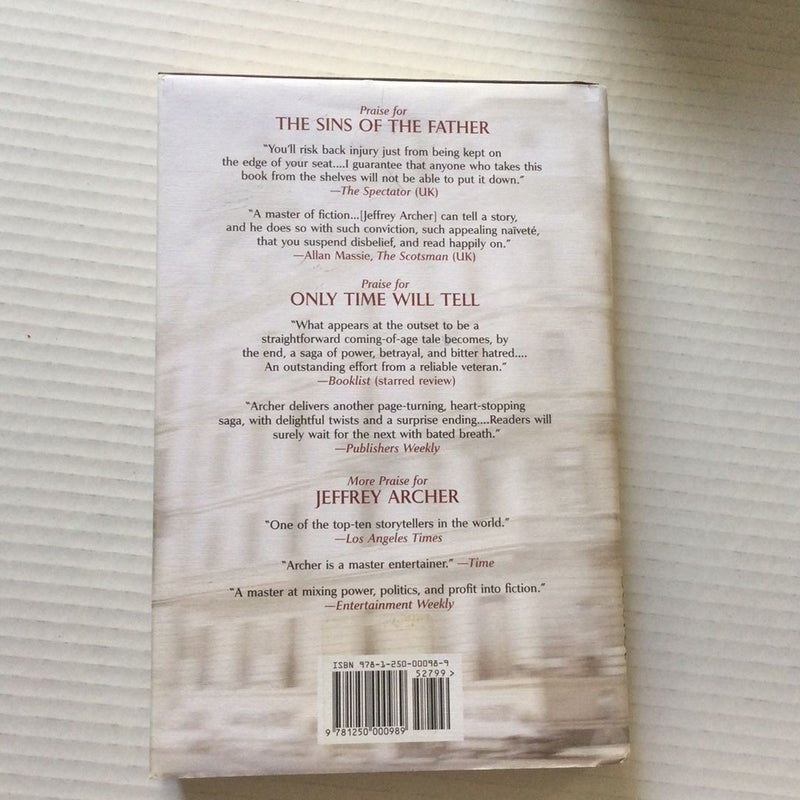 Praise for
THE SINS OF THE FATHER
“You’ll risk back injury just from being kept on
the edge of your seat....I guarantee that anyone who takes this
book from the shelves will not be able to put it down.”
—The Spectator (UK)
“A master of fiction...[Jeffrey Archer] can tell a story,
and he does so with such conviction, such appealing naïveté,
that you suspend disbelief, and read happily on.”
—Allan Massie, The Scotsman (UK)
Praise for
ONLY TIME WILL TELL
“What appears at the outset to be a
straightforward coming-of-age tale becomes, by
the end, a saga of power, betrayal, and bitter hatred....
An outstanding effort from a reliable veteran.”
—Booklist (starred review)
“Archer delivers another page-turning, heart-stopping
saga, with delightful twists and a surprise ending....Readers will
surely wait for the next with bated breath.”
—Publishers Weekly
More Praise for
JEFFREY ARCHER
“One of the top-ten storytellers in the world.”
—Los Angeles Times
“Archer is a master entertainer.” —Time
“A master at mixing power, politics, and profit into fiction.”
—Entertainment Weekly
ISBN 978-1-250-00098-9
52799>
9 781250 000989